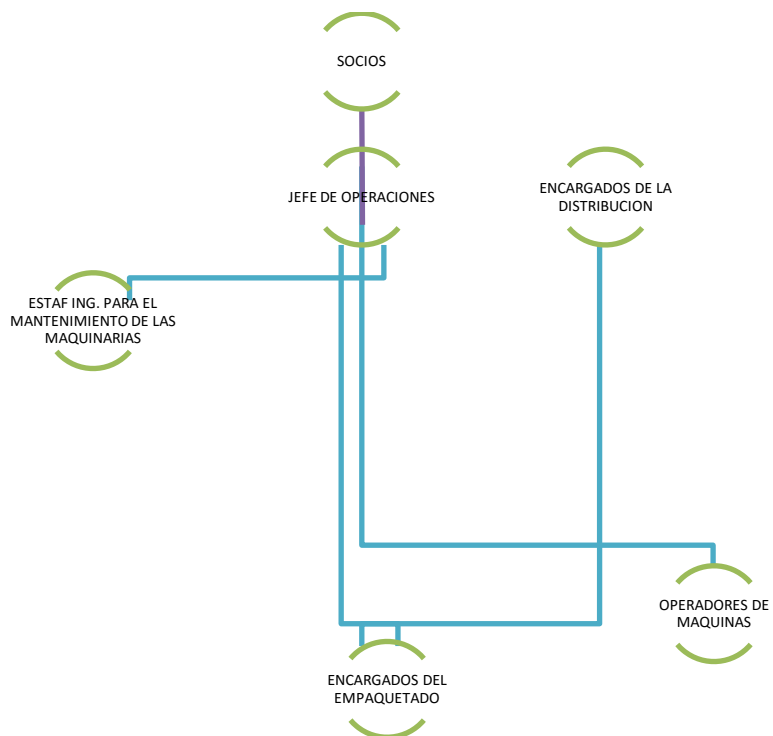 SOCIOS
JEFE DE OPERACIONES
ENCARGADOS DE LA
DISTRIBUCION
ESTAF ING. PARA EL
MANTENIMIENTO DE LAS
MAQUINARIAS
OPERADORES DE
MAQUINAS
ENCARGADOS DEL
EMPAQUETADO